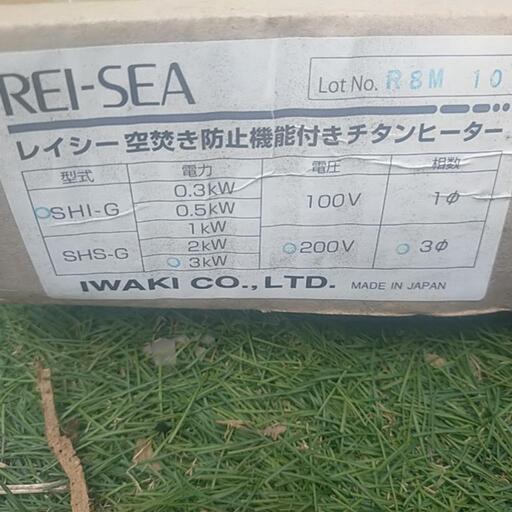 REI-SEA
Lot No. R8M 10
レイシー 空焚き防止機能付きチタンヒーター
型式 電力 電圧 相数
SHI-G 0.3kW 0.5kW 1kW 100V 1φ
SHS-G 2kW 3kW 200V 3φ
IWAKI CO., LTD. MADE IN JAPAN